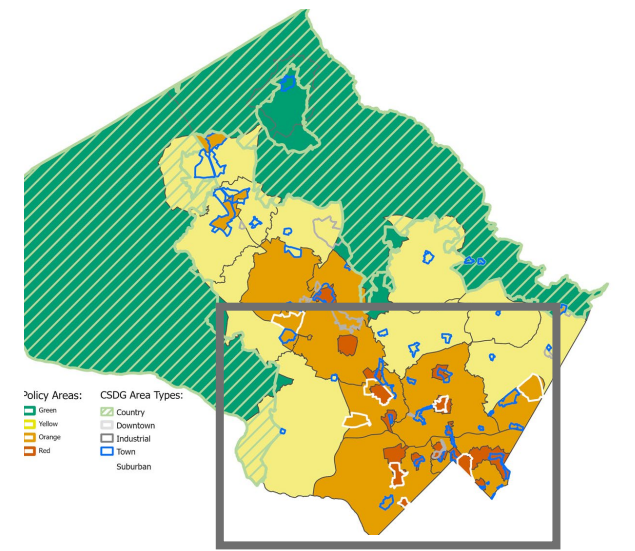 Policy Areas:
Green
Yellow
Orange
Red
CSDG Area Types:
Country
Downtown
Industrial
Town
Suburban